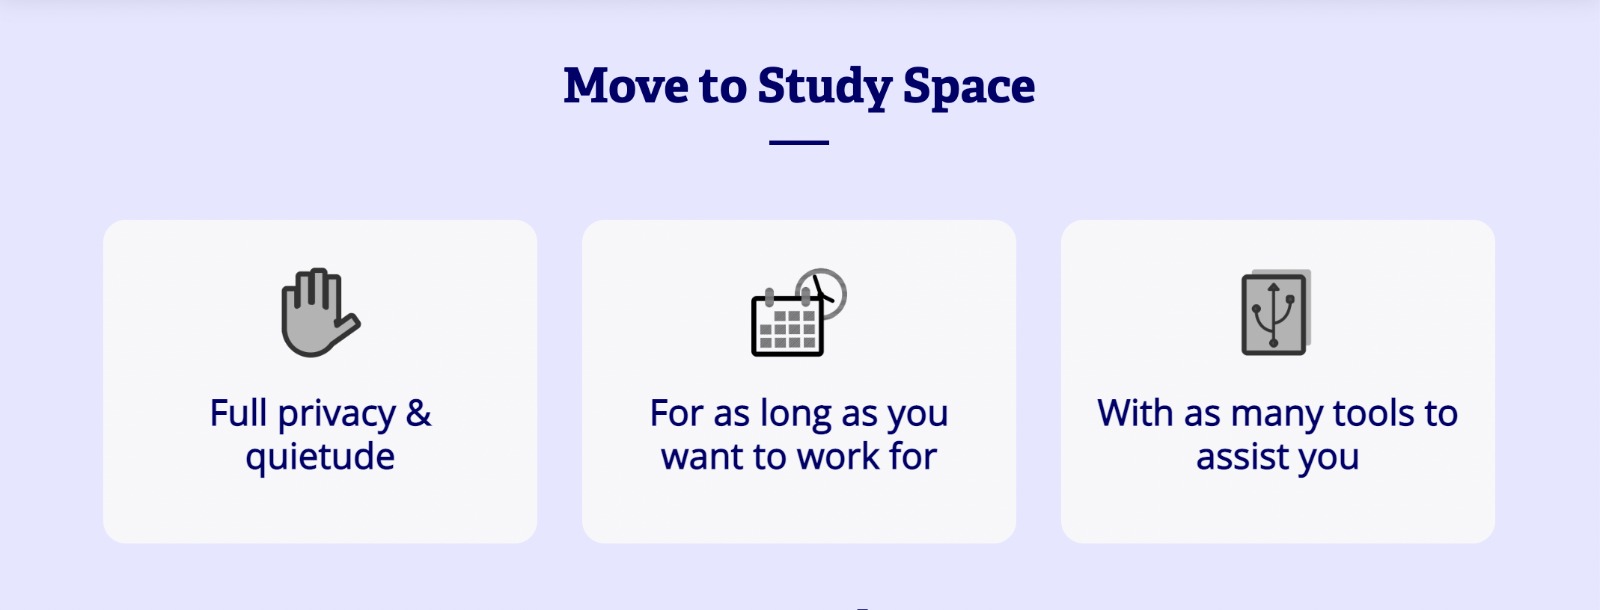 Move to Study Space
Full privacy &
quietude
For as long as you
want to work for
With as many tools to
assist you